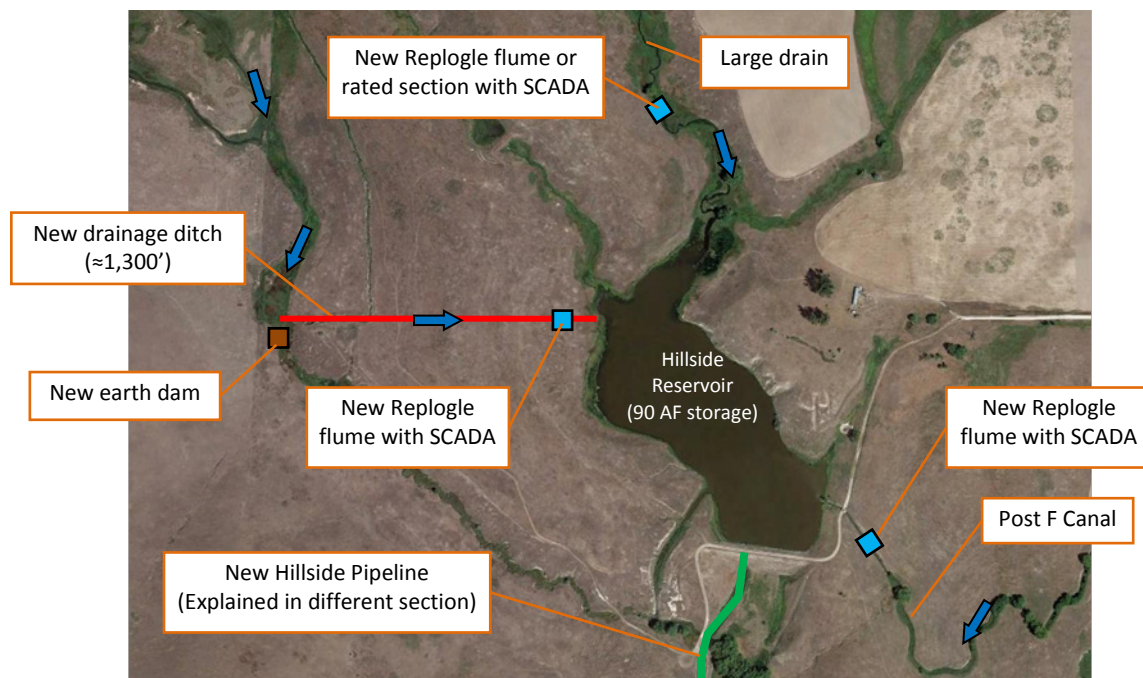 New Replogle flume or
rated section with SCADA
Large drain
New drainage ditch
(≈1,300’)
New earth dam
New Replogle
flume with SCADA
Hillside
Reservoir
(90 AF storage)
New Replogle
flume with SCADA
Post F Canal
New Hillside Pipeline
(Explained in different section)